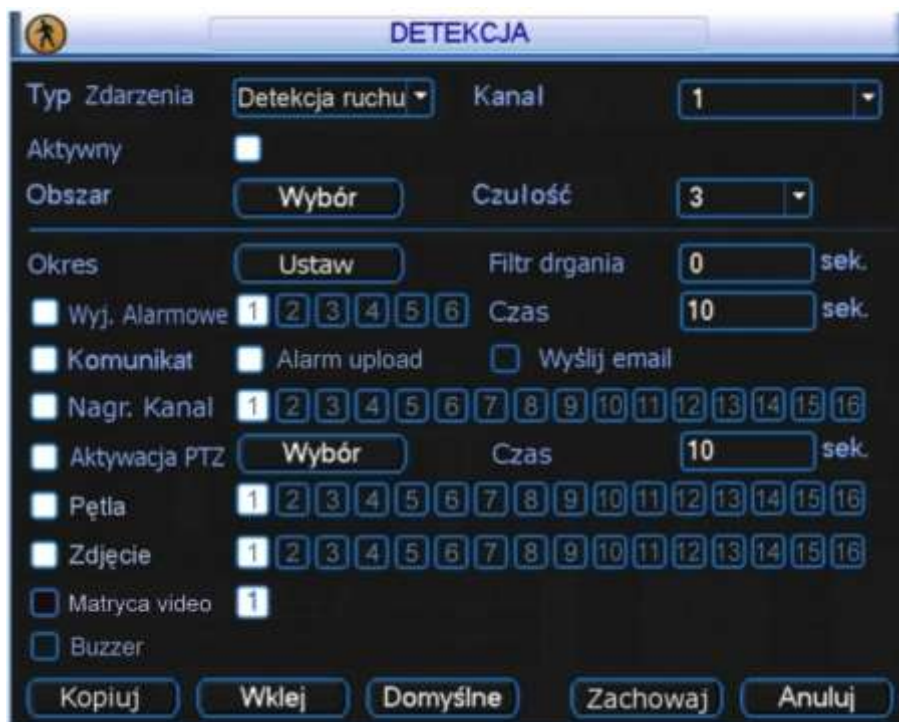 DETEKCJA
Typ Zdarzenia Detekcja ruchu Kanal 1
Aktywny
Obszar Wybór Czułość 3
Okres Ustaw Filtr drgania 0 sek.
Wyj. Alarmowe 1 2 3 4 5 6 Czas 10 sek.
Komunikat Alarm upload Wyślij email
Nagr. Kanal 1 2 3 4 5 6 7 8 9 10 11 12 13 14 15 16
Aktywacja PTZ Wybór Czas 10 sek.
Pętla 1 2 3 4 5 6 7 8 9 10 11 12 13 14 15 16
Zdjęcie 1 2 3 4 5 6 7 8 9 10 11 12 13 14 15 16
Matryca video 1
Buzzer
Kopiuj Wklej Domyślne Zachowaj Anuluj